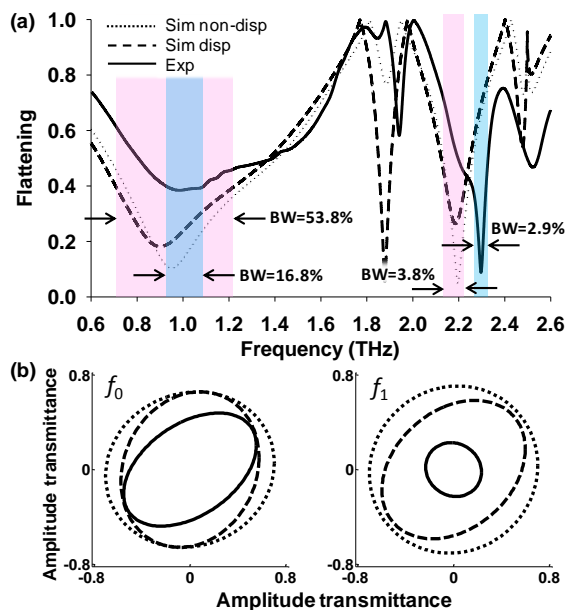 (a)
Sim non-disp
Sim disp
Exp
Flattening
1.0
0.8
0.6
0.4
0.2
0.0
BW=53.8%
BW=2.9%
BW=16.8%
BW=3.8%
0.6 0.8 1.0 1.2 1.4 1.6 1.8 2.0 2.2 2.4 2.6
Frequency (THz)
(b)
Amplitude transmittance
0.8
0
-0.8
f0
f1
0.8
0
-0.8
-0.8 0 0.8
-0.8 0 0.8
Amplitude transmittance